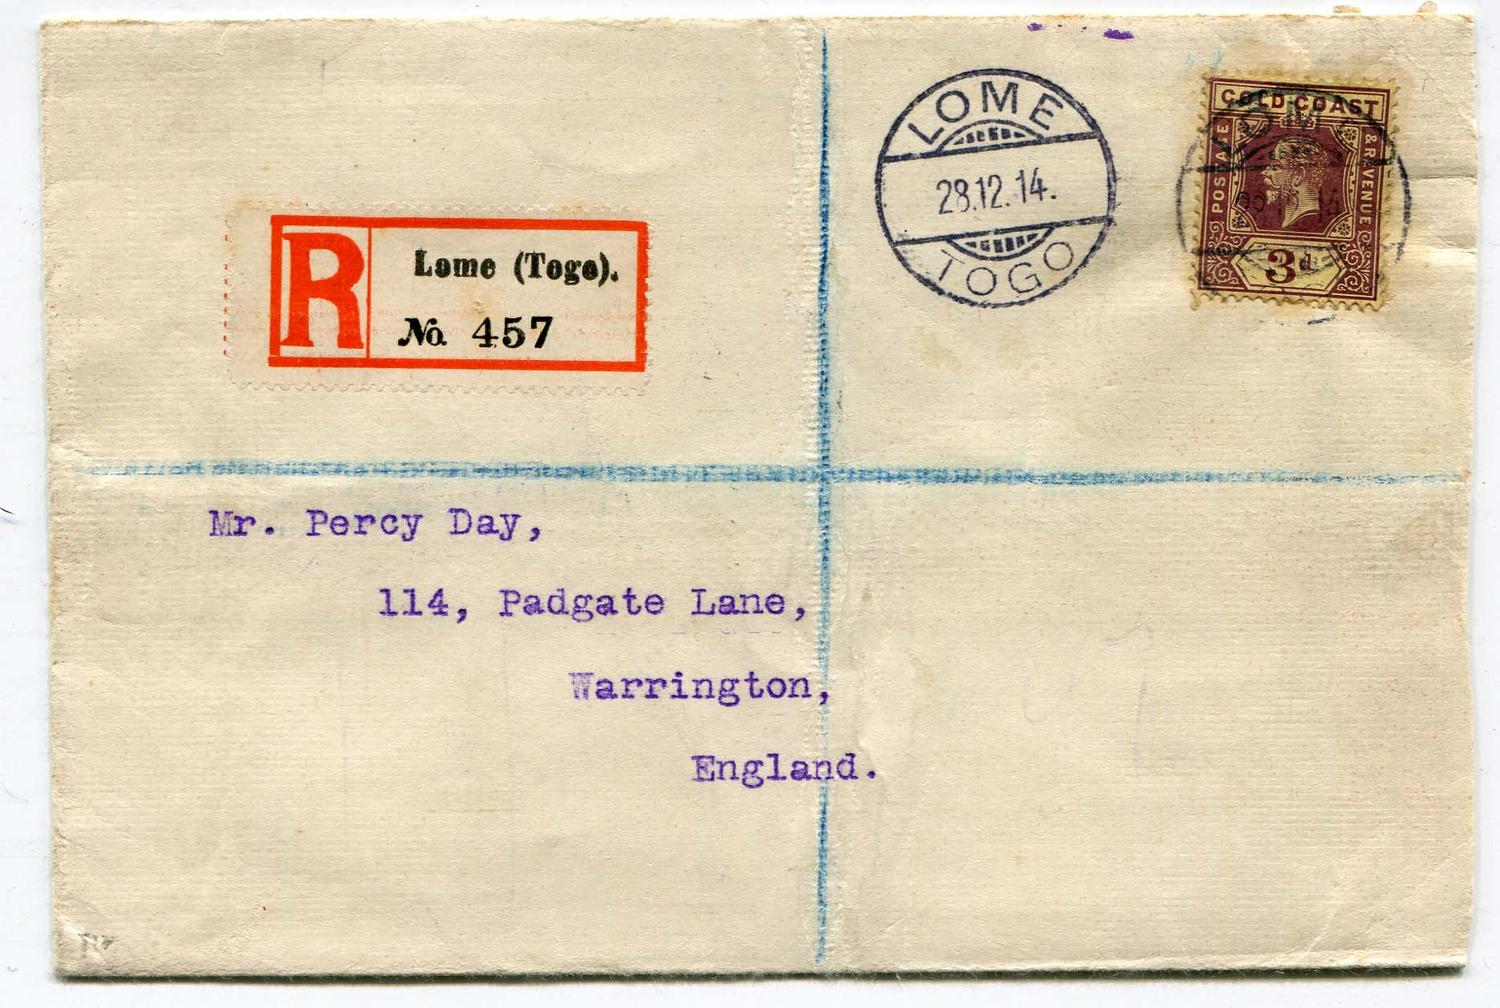 LOME
28.12.14.
TOGO
GOLD COAST
POSTAGE
& REVENUE
3d
R
Lome (Togo).
No 457
Mr. Percy Day,
114, Padgate Lane,
Warrington,
England.